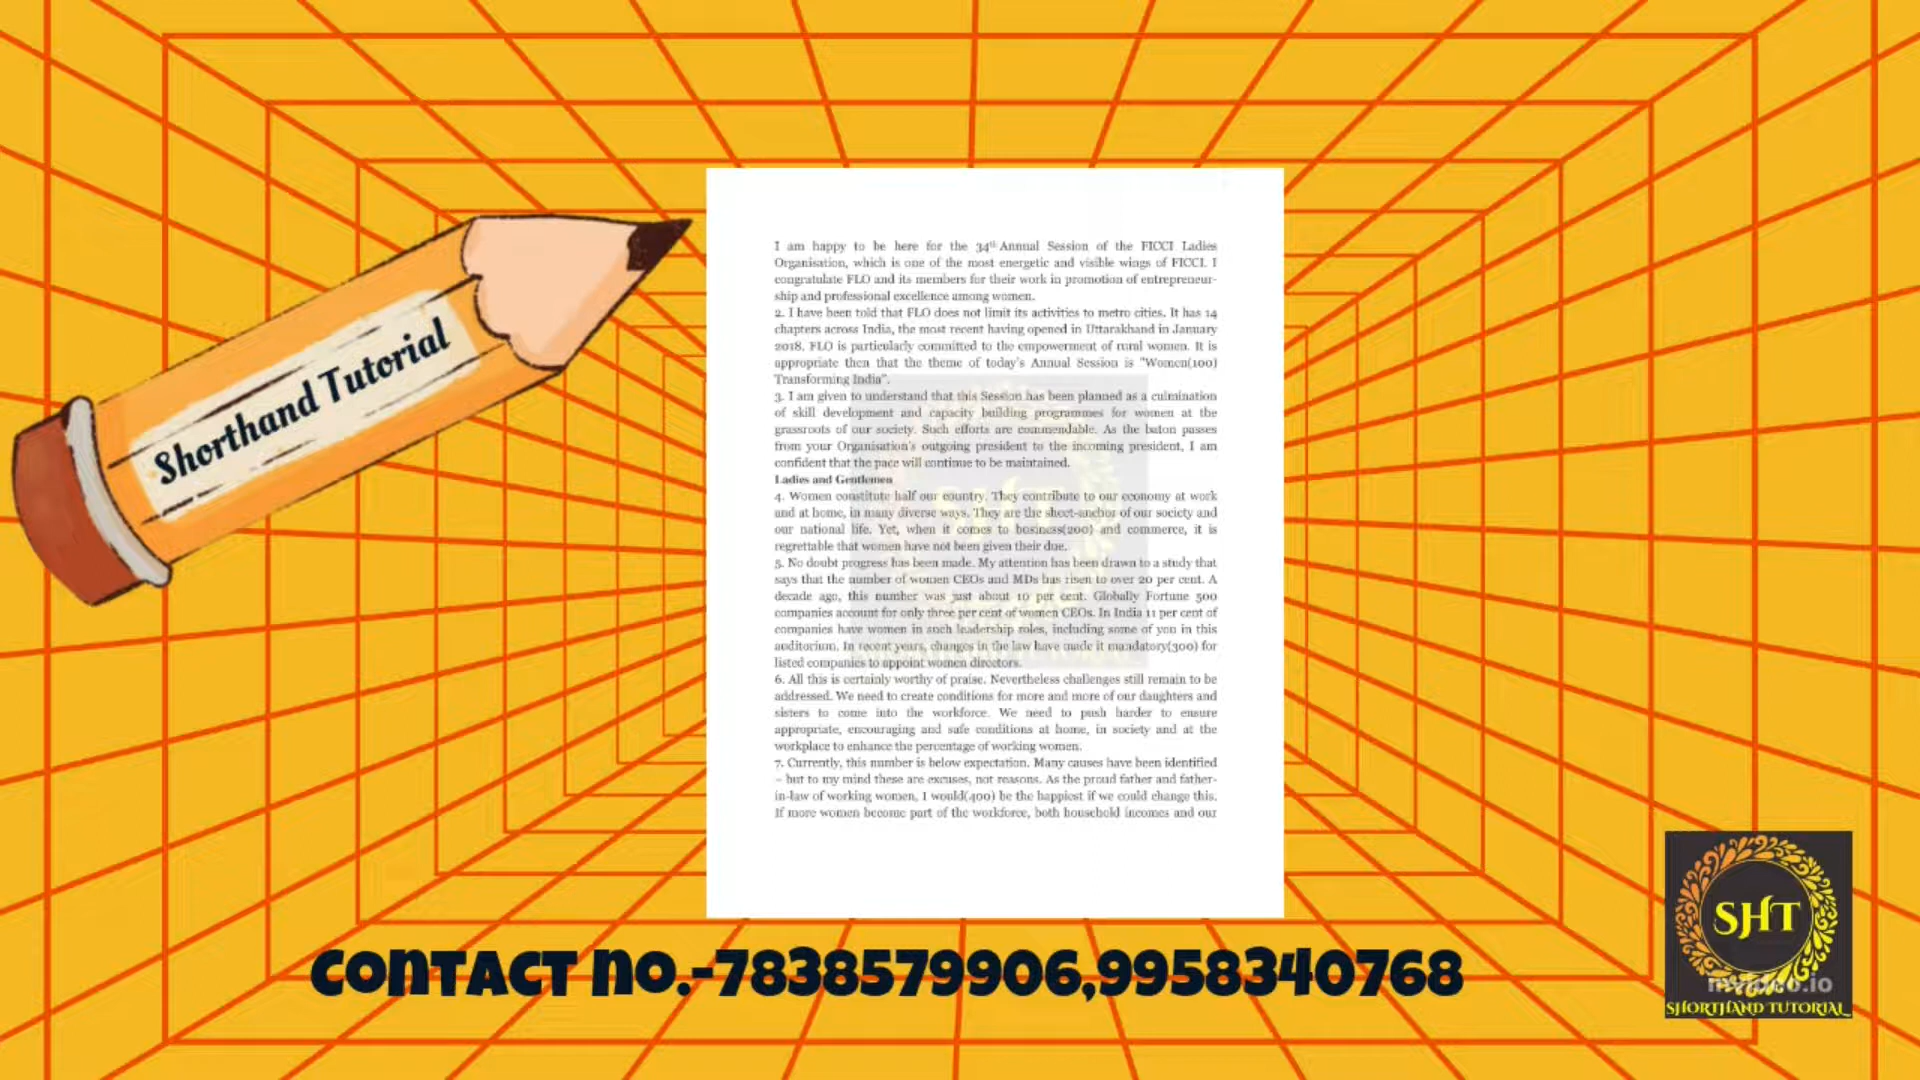 Shorthand Tutorial
I am happy to be here for the 34th Annual Session of the FICCI Ladies
Organisation, which is one of the most energetic and visible wings of FICCI. I
congratulate FLO and its members for their work in promotion of entrepreneur-
ship and professional excellence among women.
2. I have been told that FLO does not limit its activities to metro cities. It has 14
chapters across India, the most recent having opened in Uttarakhand in January
2018. FLO is particularly committed to the empowerment of rural women. It is
appropriate then that the theme of today's Annual Session is "Women(100)
Transforming India".
3. I am given to understand that this Session has been planned as a culmination
of skill development and capacity building programmes for women at the
grassroots of our society. Such efforts are commendable. As the baton passes
from your Organisation's outgoing president to the incoming president, I am
confident that the pace will continue to be maintained.
Ladies and Gentlemen
4. Women constitute half our country. They contribute to our economy at work
and at home, in many diverse ways. They are the sheet-anchor of our society and
our national life. Yet, when it comes to business(200) and commerce, it is
regrettable that women have not been given their due.
5. No doubt progress has been made. My attention has been drawn to a study that
says that the number of women CEOs and MDs has risen to over 20 per cent. A
decade ago, this number was just about 10 per cent. Globally Fortune 500
companies account for only three per cent of women CEOs. In India 11 per cent of
companies have women in such leadership roles, including some of you in this
auditorium. In recent years, changes in the law have made it mandatory(300) for
listed companies to appoint women directors.
6. All this is certainly worthy of praise. Nevertheless challenges still remain to be
addressed. We need to create conditions for more and more of our daughters and
sisters to come into the workforce. We need to push harder to ensure
appropriate, encouraging and safe conditions at home, in society and at the
workplace to enhance the percentage of working women.
7. Currently, this number is below expectation. Many causes have been identified
– but to my mind these are excuses, not reasons. As the proud father and father-
in-law of working women, I would(400) be the happiest if we could change this.
If more women become part of the workforce, both household incomes and our
Contact no.-7838579906,9958340768
SHT
SHORTHAND TUTORIAL